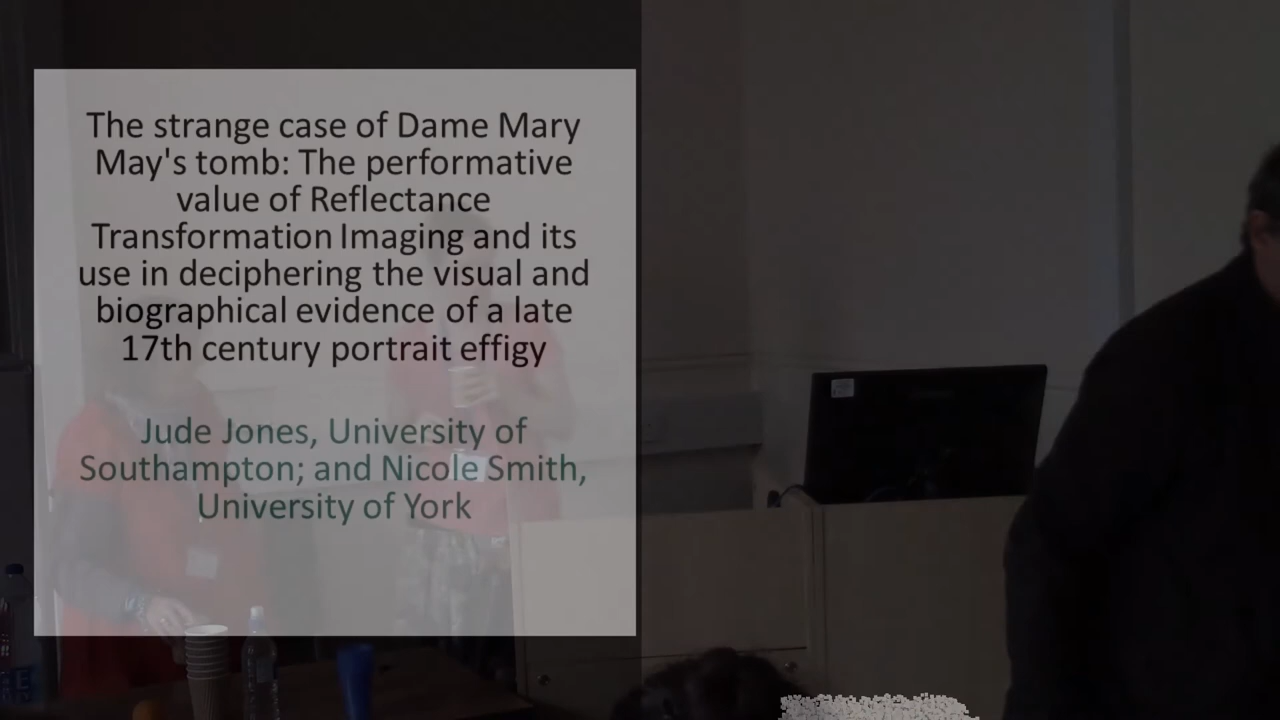 The strange case of Dame Mary
May's tomb: The performative
value of Reflectance
Transformation Imaging and its
use in deciphering the visual and
biographical evidence of a late
17th century portrait effigy
Jude Jones, University of
Southampton; and Nicole Smith,
University of York